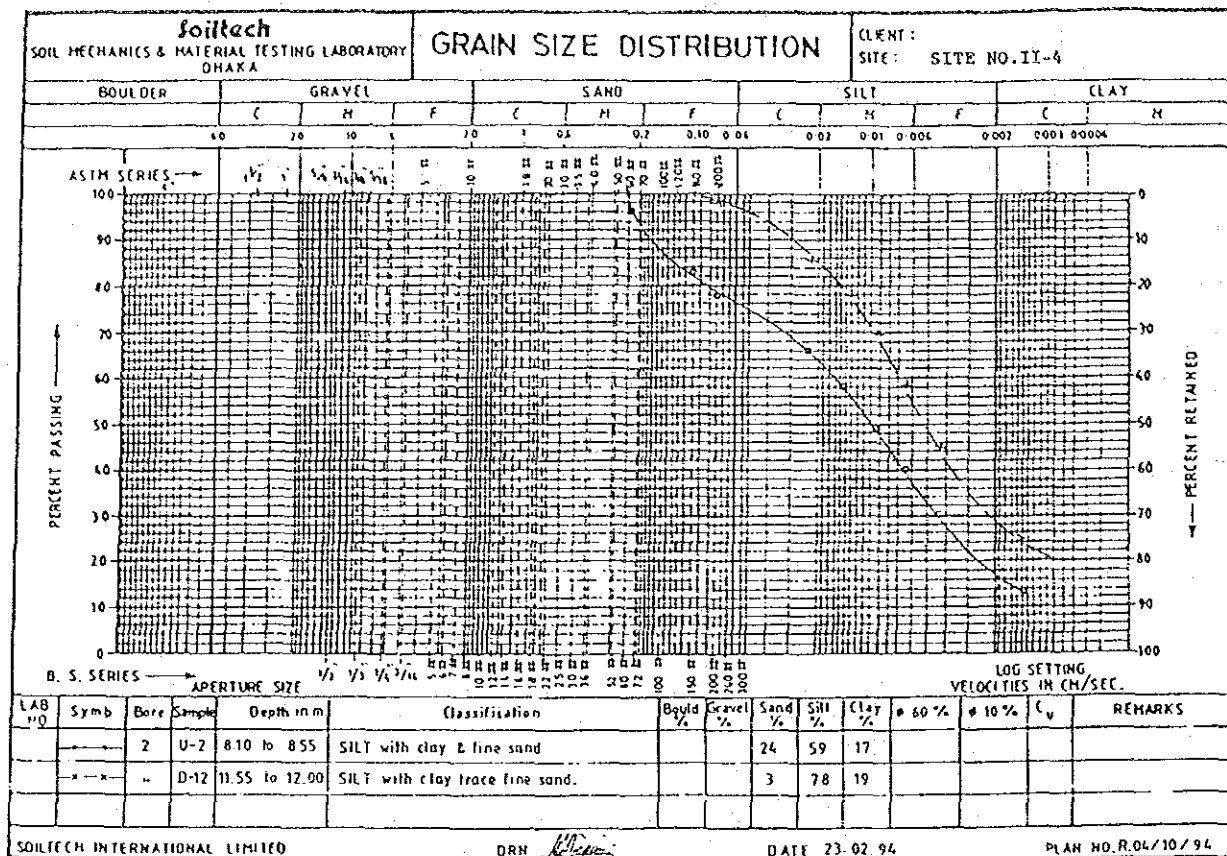 Soiltech
SOIL MECHANICS & MATERIAL TESTING LABORATORY
DHAKA
GRAIN SIZE DISTRIBUTION
CLIENT :
SITE : SITE NO.II-4
BOULDER GRAVEL SAND SILT CLAY
C M F C M F C M F C M
60 20 10 2.0 1 0.2 0.10 0.06 0.02 0.01 0.006 0.002 0.001
ASTM SERIES
100 0
90 10
80 20
70 30
60 40
50 50
40 60
30 70
20 80
10 90
0 100
PERCENT PASSING
PERCENT RETAINED
B. S. SERIES
APERTURE SIZE
LOG SETTING
VELOCITIES IN CM/SEC.
LAB NO Symb Bore Sample Depth in m Classification Bould % Gravel % Sand % Silt % Clay % ø 60 % ø 10 % REMARKS
2 U-2 8.10 to 8.55 SILT with clay & fine sand 24 59 17
" D-12 11.55 to 12.00 SILT with clay trace fine sand. 3 78 19
SOILTECH INTERNATIONAL LIMITED DRN DATE 23-02.94 PLAN NO.R.04/10/94